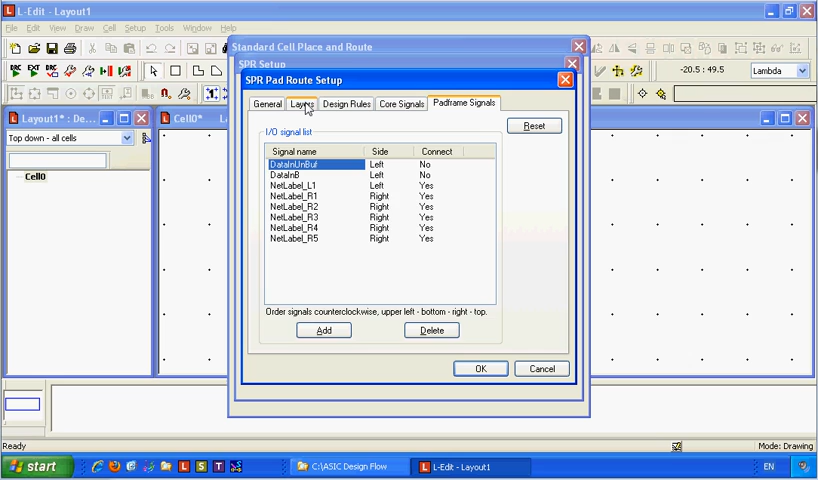 L-Edit - Layout1
File Edit View Draw Cell Setup Tools Window Help
Standard Cell Place and Route
SPR Setup
SPR Pad Route Setup
DRC EXT DRC
-20.5 : 49.5 Lambda
General Layers Design Rules Core Signals Padframe Signals
Layout1* : De...
Cell0*
Top down - all cells
Cell0
I/O signal list
Reset
Signal name Side Connect
DataInUnBuf Left No
DataInB Left No
NetLabel_L1 Left Yes
NetLabel_R1 Right Yes
NetLabel_R2 Right Yes
NetLabel_R3 Right Yes
NetLabel_R4 Right Yes
NetLabel_R5 Right Yes
Order signals counterclockwise, upper left - bottom - right - top.
Add Delete
OK Cancel
Ready Mode: Drawing
start L S T C:\ASIC Design Flow L-Edit - Layout1 EN